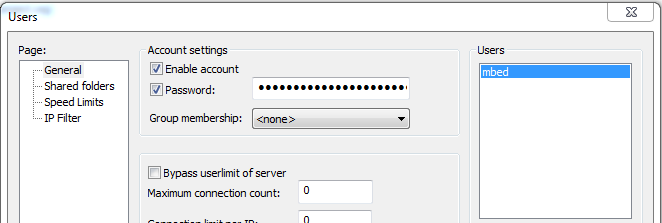 Users
Page:
General
Shared folders
Speed Limits
IP Filter
Account settings
Enable account
Password:
Group membership: <none>
Bypass userlimit of server
Maximum connection count: 0
Connection limit per IP: 0
Users
mbed